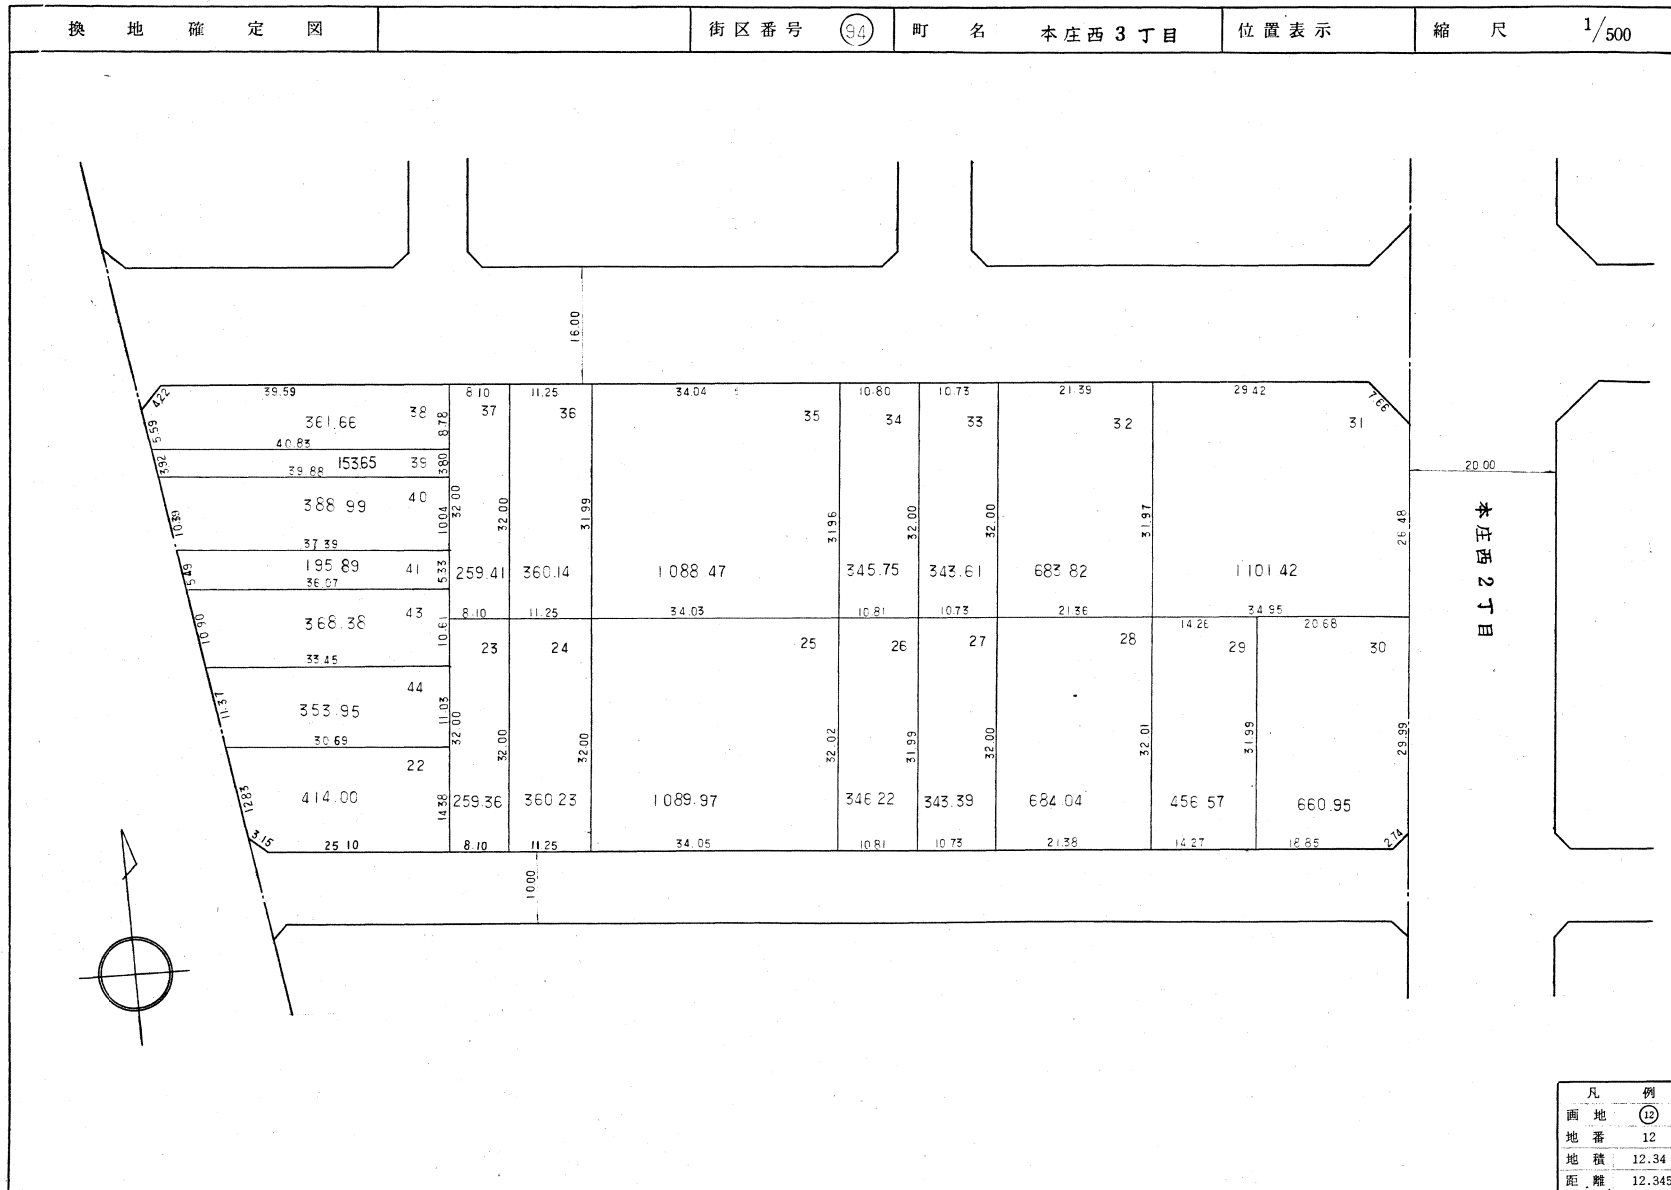 換地確定図 街区番号 94 町名 本庄西3丁目 位置表示 縮尺 1/500
16.00
39.59 8.10 11.25 34.04 10.80 10.73 21.39 29.42 7.66
4.22 361.66 38 8.78 37 36 35 34 33 32 31
5.59 40.83
3.92 39.88 153.65 39 3.80
20.00
388.99 40 10.04 32.00 32.00 31.99 31.96 32.00 32.00 31.97 26.48
10.39 37.39
本庄西2丁目
195.89 41 5.33 259.41 360.14 1088.47 345.75 343.61 683.82 1101.42
5.49 36.07
368.38 43 8.10 11.25 34.03 10.81 10.73 21.36 34.95
10.90 10.61 14.26 20.68
33.45 23 24 25 26 27 28 29 30
44
11.37 353.95 11.03 32.00 32.00 32.00 32.02 31.99 32.00 32.01 31.99 29.99
30.69
22
12.83 414.00 14.38 259.36 360.23 1089.97 346.22 343.39 684.04 456.57 660.95
3.15 25.10 8.10 11.25 34.05 10.81 10.73 21.38 14.27 18.85 2.74
10.00
凡例
画地 12
地番 12
地積 12.34
距離 12.345